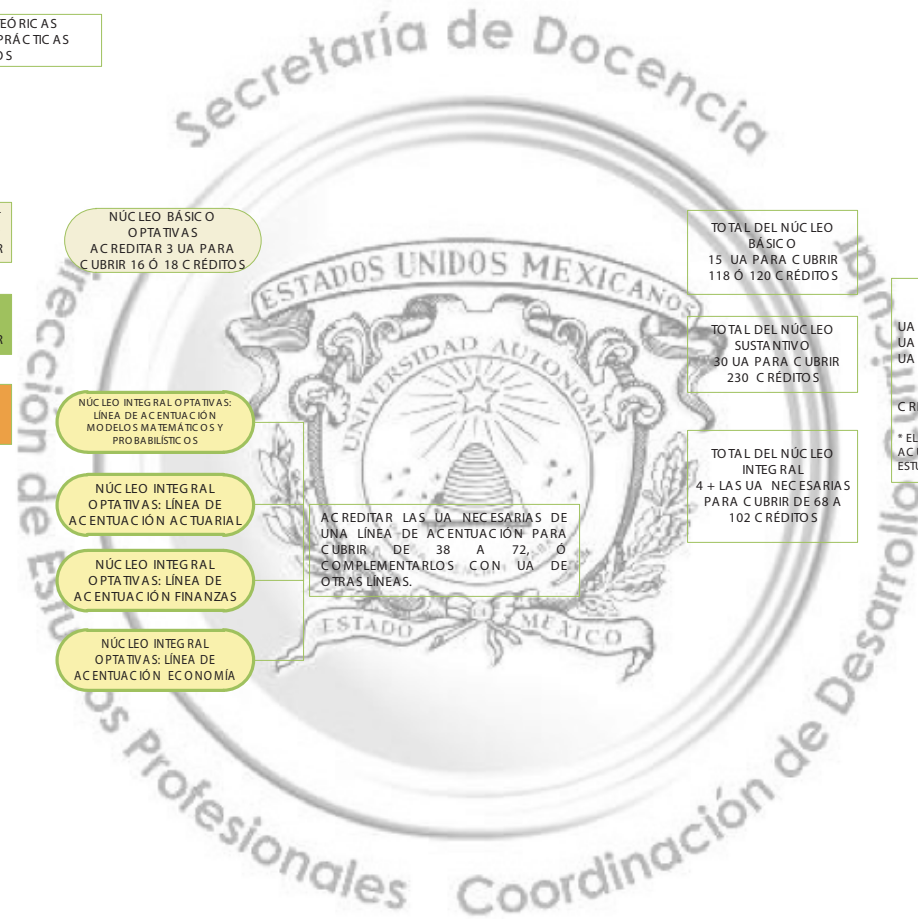 EÓRICAS
PRÁCTICAS
OS
Secretaría de Docencia
R
NÚCLEO BÁSICO
OPTATIVAS
ACREDITAR 3 UA PARA
CUBRIR 16 Ó 18 CRÉDITOS
TOTAL DEL NÚCLEO
BÁSICO
15 UA PARA CUBRIR
118 Ó 120 CRÉDITOS
ESTADOS UNIDOS MEXICANOS
UNIVERSIDAD AUTONOMA
R
TOTAL DEL NÚCLEO
SUSTANTIVO
30 UA PARA CUBRIR
230 CRÉDITOS
UA
UA
UA
CR
* EL
ACU
ESTU
NÚCLEO INTEGRAL OPTATIVAS:
LÍNEA DE ACENTUACIÓN
MODELOS MATEMÁTICOS Y
PROBABILÍSTICOS
NÚCLEO INTEGRAL
OPTATIVAS: LÍNEA DE
ACENTUACIÓN ACTUARIAL
NÚCLEO INTEGRAL
OPTATIVAS: LÍNEA DE
ACENTUACIÓN FINANZAS
NÚCLEO INTEGRAL
OPTATIVAS: LÍNEA DE
ACENTUACIÓN ECONOMÍA
ACREDITAR LAS UA NECESARIAS DE
UNA LÍNEA DE ACENTUACIÓN PARA
CUBRIR DE 38 A 72, Ó
COMPLEMENTARLOS CON UA DE
OTRAS LÍNEAS.
TOTAL DEL NÚCLEO
INTEGRAL
4 + LAS UA NECESARIAS
PARA CUBRIR DE 68 A
102 CRÉDITOS
ESTADO MEXICO
de Profesionales
Coordinación de Desarrollo